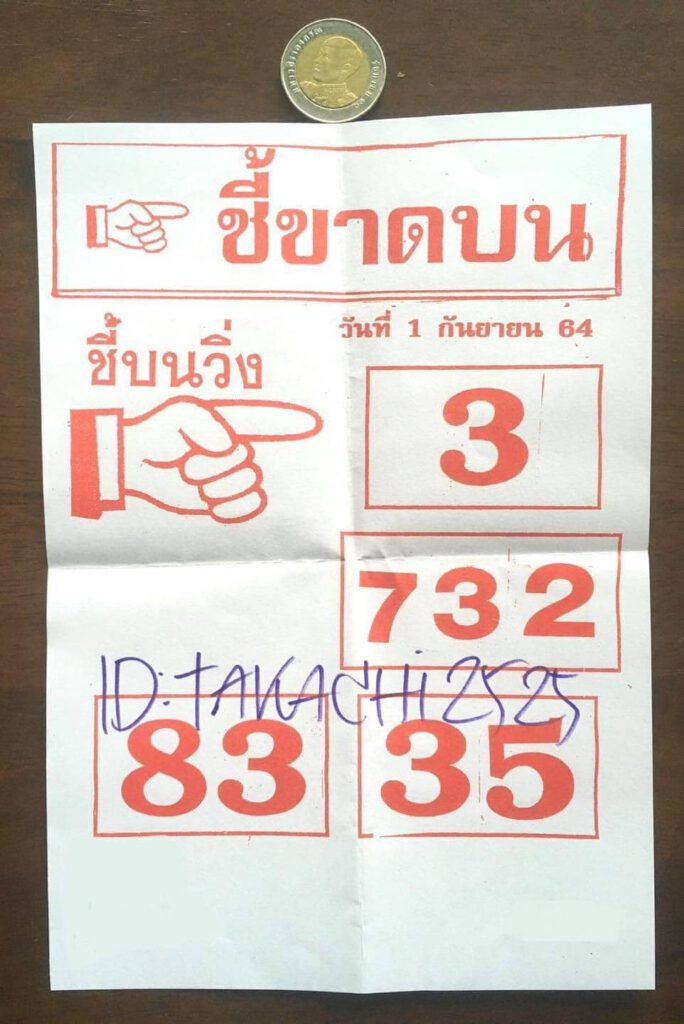 ชี้ขาดบน
วันที่ 1 กันยายน 64
ชี้บนวิ่ง
3
732
ID:TAKACHi2525
83 35